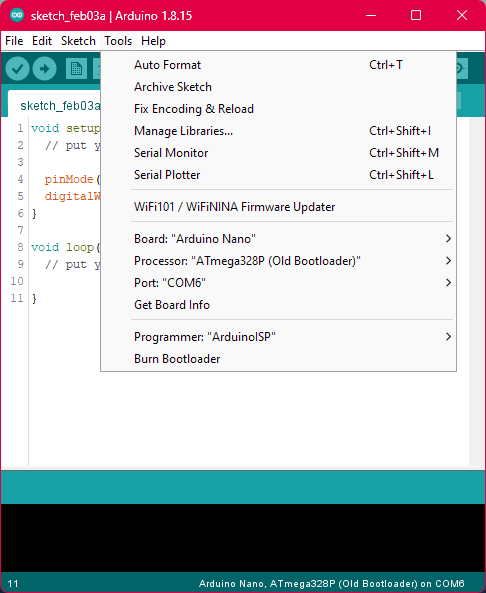 sketch_feb03a | Arduino 1.8.15
File Edit Sketch Tools Help
sketch_feb03a
1 void setup
2 // put y
3
4 pinMode(
5 digitalW
6 }
7
8 void loop(
9 // put y
10
11 }
Auto Format Ctrl+T
Archive Sketch
Fix Encoding & Reload
Manage Libraries... Ctrl+Shift+I
Serial Monitor Ctrl+Shift+M
Serial Plotter Ctrl+Shift+L
WiFi101 / WiFiNINA Firmware Updater
Board: "Arduino Nano"
Processor: "ATmega328P (Old Bootloader)"
Port: "COM6"
Get Board Info
Programmer: "ArduinoISP"
Burn Bootloader
11 Arduino Nano, ATmega328P (Old Bootloader) on COM6